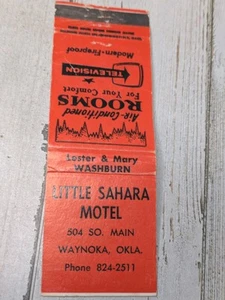 Air-Conditioned
ROOMS
For Your Comfort
TELEVISION
Modern-Fireproof
Lester & Mary
WASHBURN
LITTLE SAHARA
MOTEL
504 SO. MAIN
WAYNOKA, OKLA.
Phone 824-2511